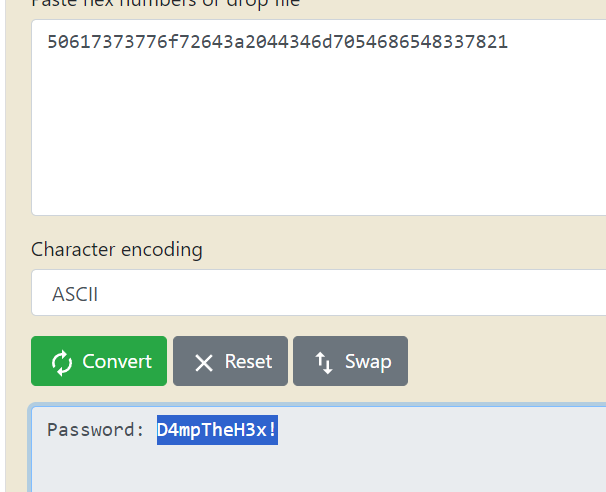 Paste hex numbers or drop file
50617373776f72643a2044346d7054686548337821
Character encoding
ASCII
Convert
Reset
Swap
Password: D4mpTheH3x!